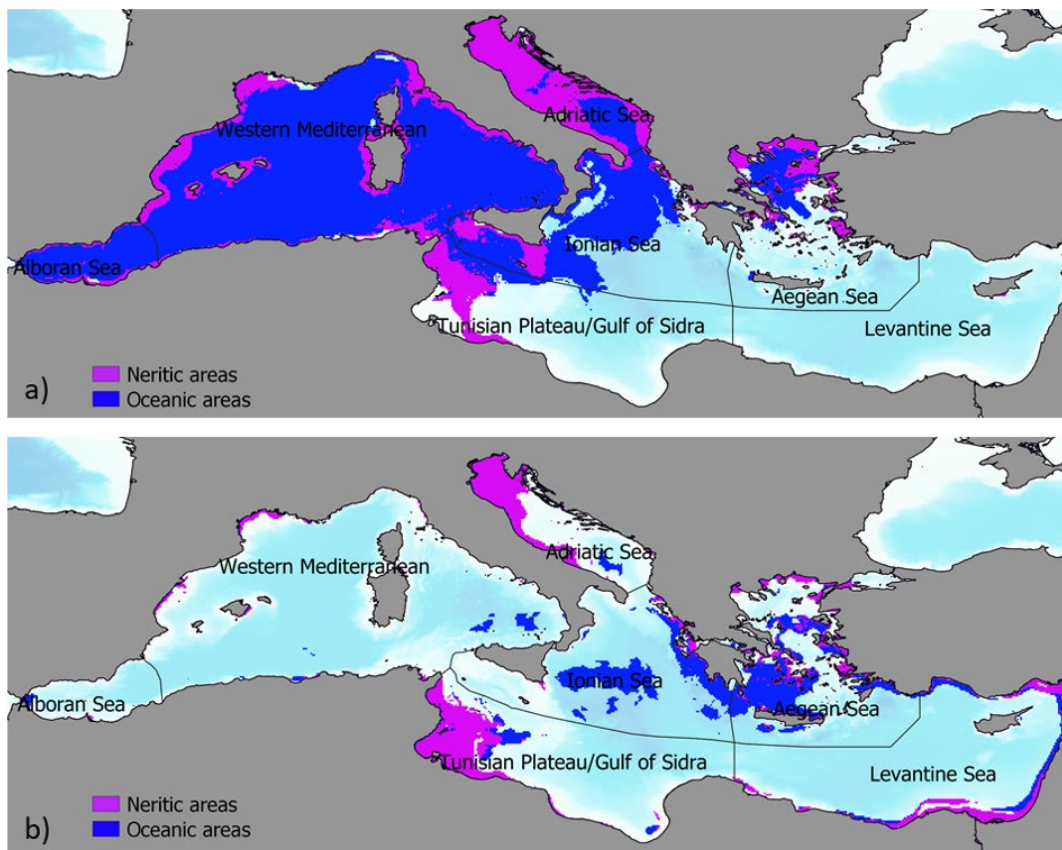 Adriatic Sea
Western Mediterranean
Ionian Sea
Alboran Sea
Aegean Sea
Tunisian Plateau/Gulf of Sidra
Levantine Sea
Neritic areas
a)
Oceanic areas
Adriatic Sea
Western Mediterranean
Ionian Sea
Alboran Sea
Aegean Sea
Tunisian Plateau/Gulf of Sidra
Levantine Sea
Neritic areas
b)
Oceanic areas